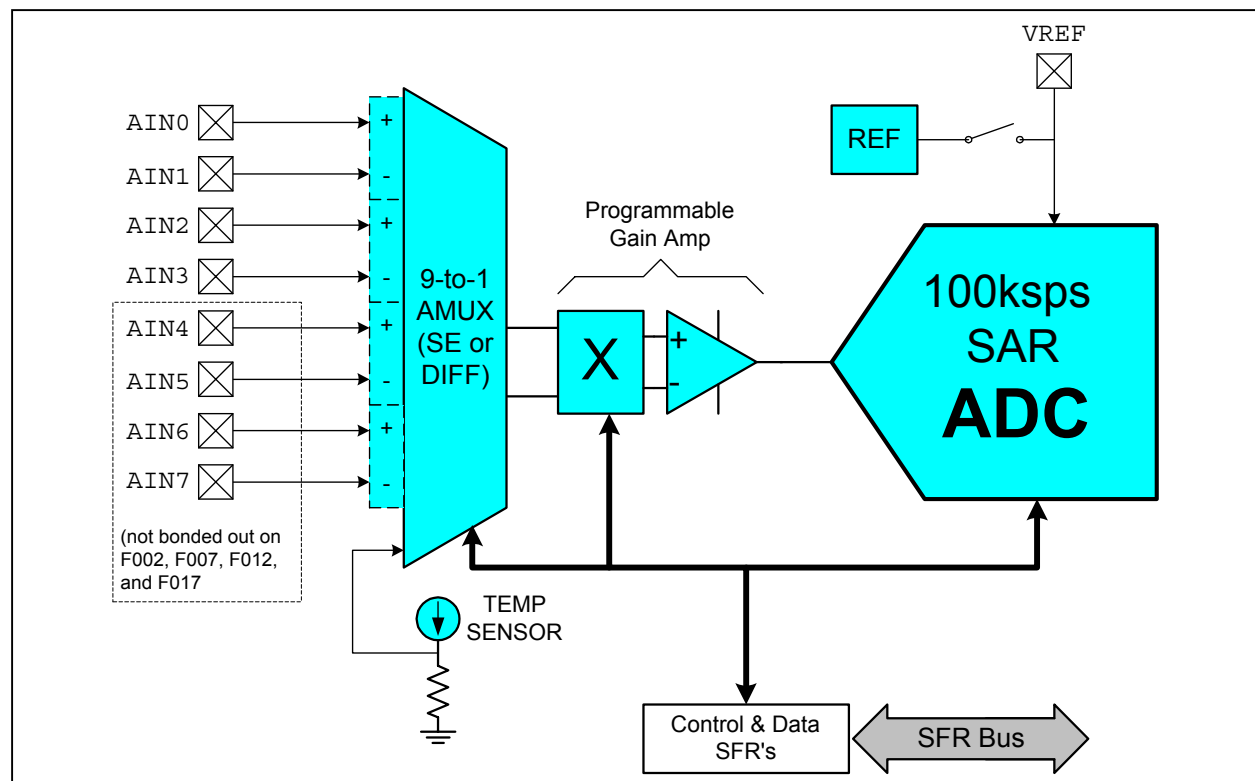 VREF
AIN0
+
REF
AIN1
-
AIN2
+
Programmable
Gain Amp
AIN3
-
9-to-1
AMUX
(SE or
DIFF)
AIN4
+
AIN5
-
AIN6
+
AIN7
-
X
+
-
100ksps
SAR
ADC
(not bonded out on
F002, F007, F012,
and F017
TEMP
SENSOR
Control & Data
SFR's
SFR Bus